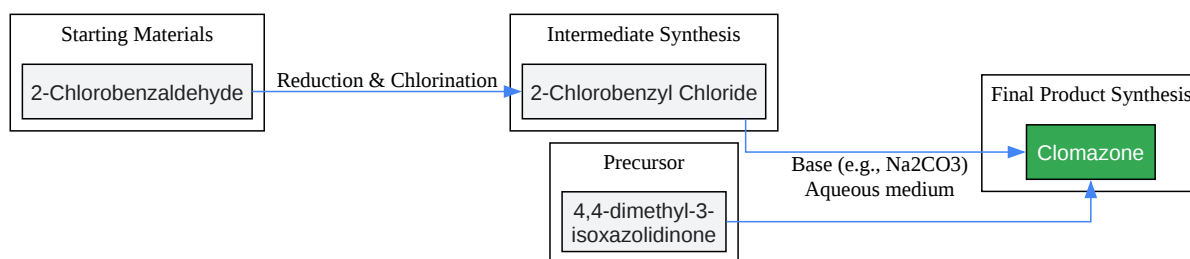 Starting Materials
2-Chlorobenzaldehyde
Reduction & Chlorination
Intermediate Synthesis
2-Chlorobenzyl Chloride
Precursor
4,4-dimethyl-3-
isoxazolidinone
Base (e.g., Na2CO3)
Aqueous medium
Final Product Synthesis
Clomazone